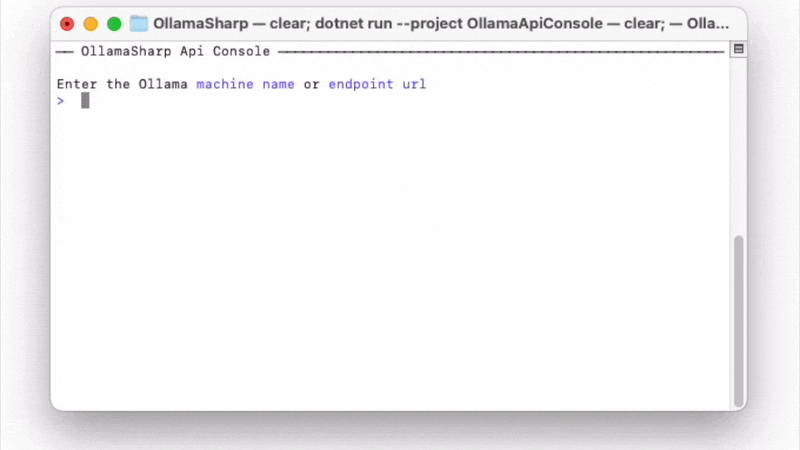 OllamaSharp — clear; dotnet run --project OllamaApiConsole — clear; — Olla...
OllamaSharp Api Console
Enter the Ollama machine name or endpoint url
>